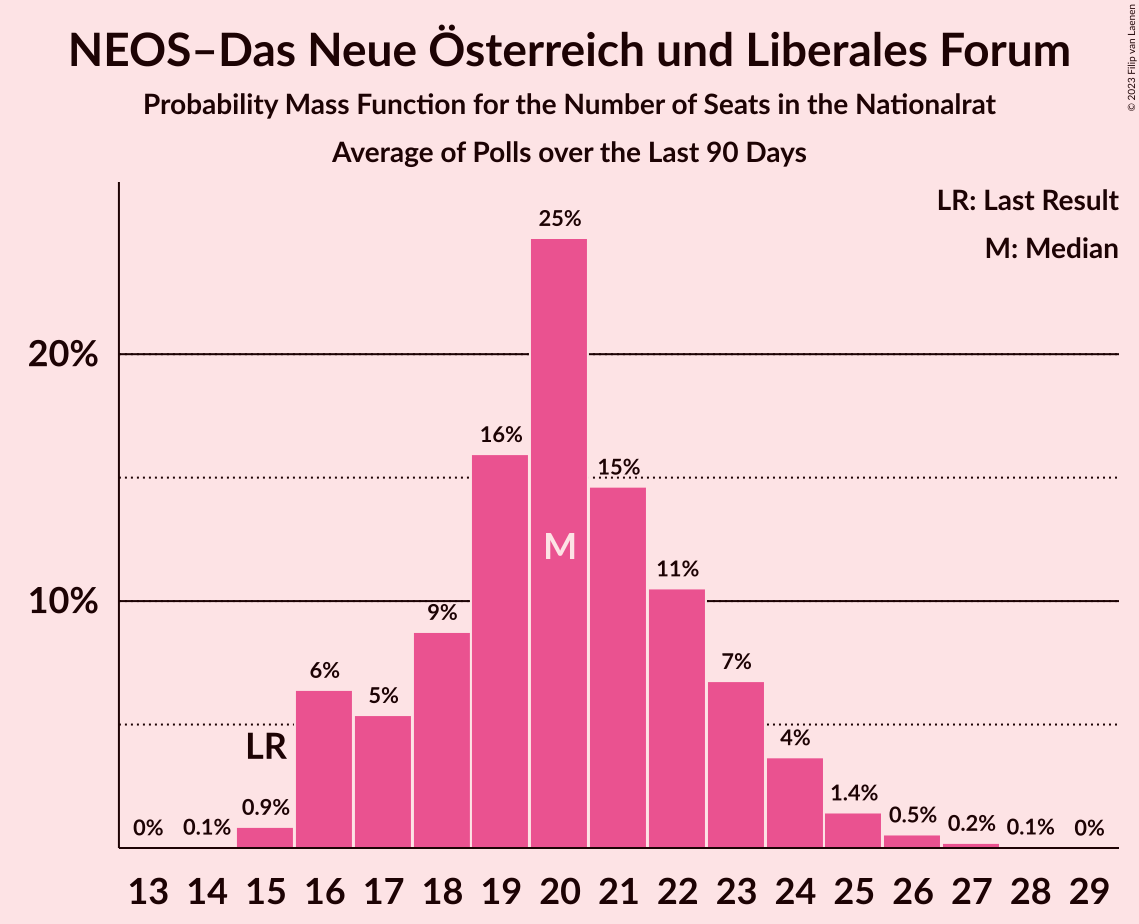 NEOS–Das Neue Österreich und Liberales Forum
Probability Mass Function for the Number of Seats in the Nationalrat
Average of Polls over the Last 90 Days
© 2023 Filip van Laenen
LR: Last Result
M: Median
25%
20%
16%
15%
M
11%
10%
9%
6%
7%
5%
LR
4%
0.9%
1.4%
0% 0.1% 0.5% 0.2% 0.1% 0%
13 14 15 16 17 18 19 20 21 22 23 24 25 26 27 28 29